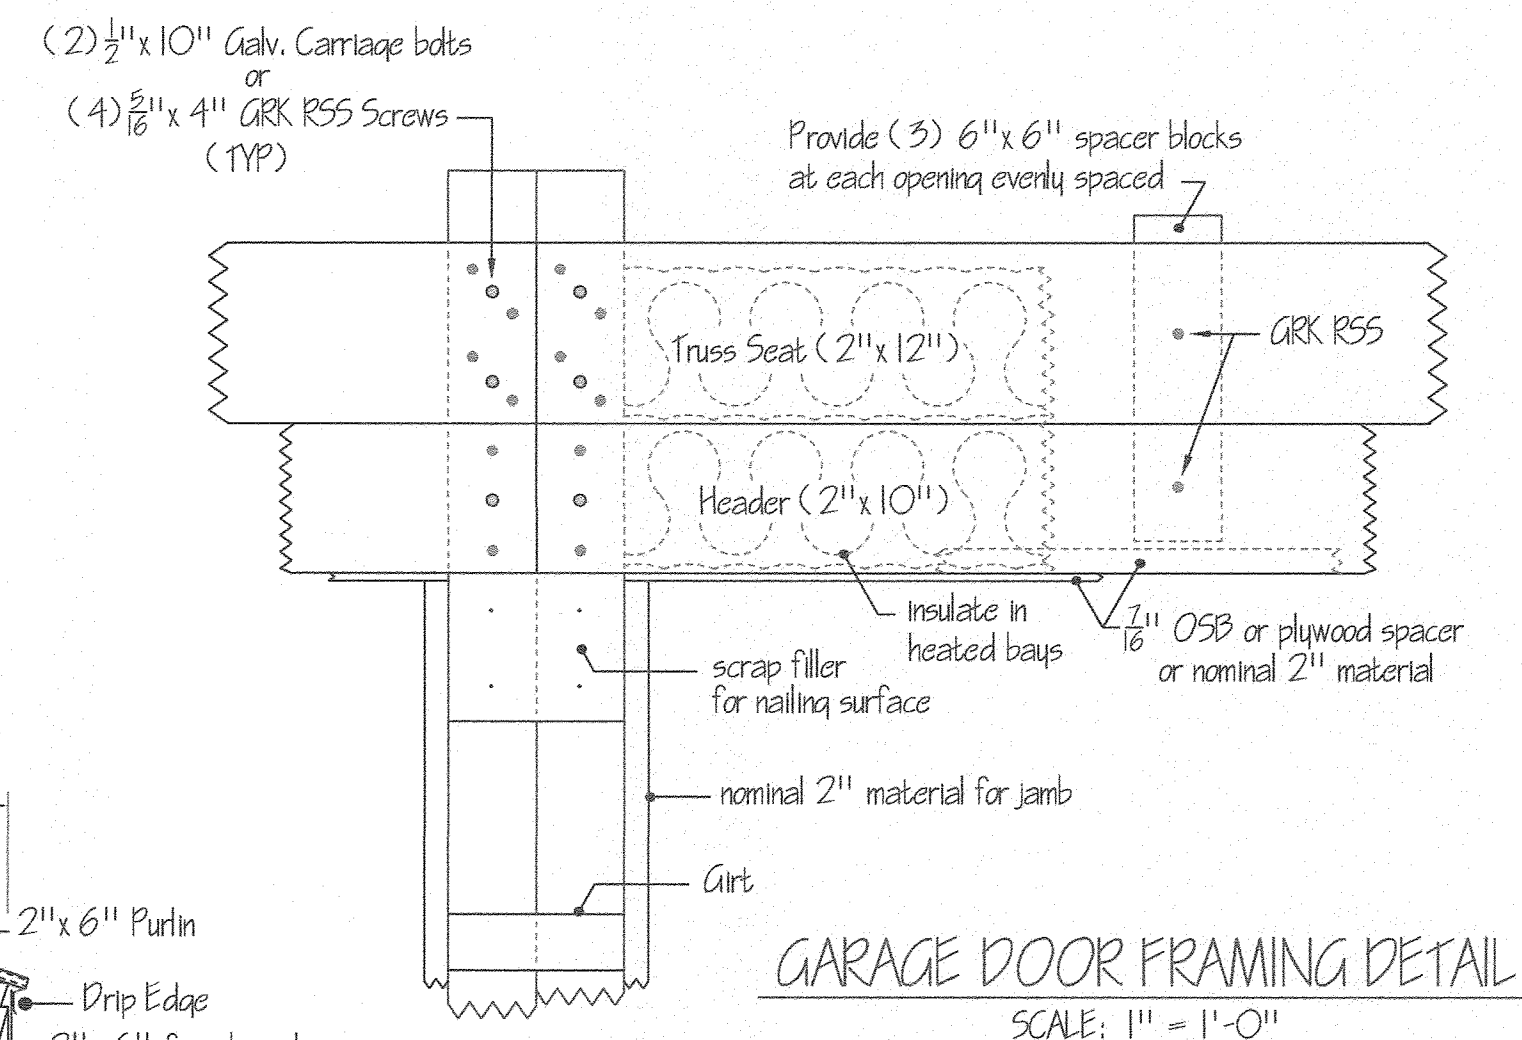 (2) 1/2" x 10" Galv. Carriage bolts
or
(4) 5/16" x 4" GRK RSS Screws
(TYP)
Provide (3) 6" x 6" spacer blocks
at each opening evenly spaced
GRK RSS
Truss Seat (2" x 12")
Header (2" x 10")
Insulate in
heated bays
7/16" OSB or plywood spacer
or nominal 2" material
scrap filler
for nailing surface
nominal 2" material for jamb
Girt
2" x 6" Purlin
Drip Edge
GARAGE DOOR FRAMING DETAIL
SCALE: 1" = 1'-0"